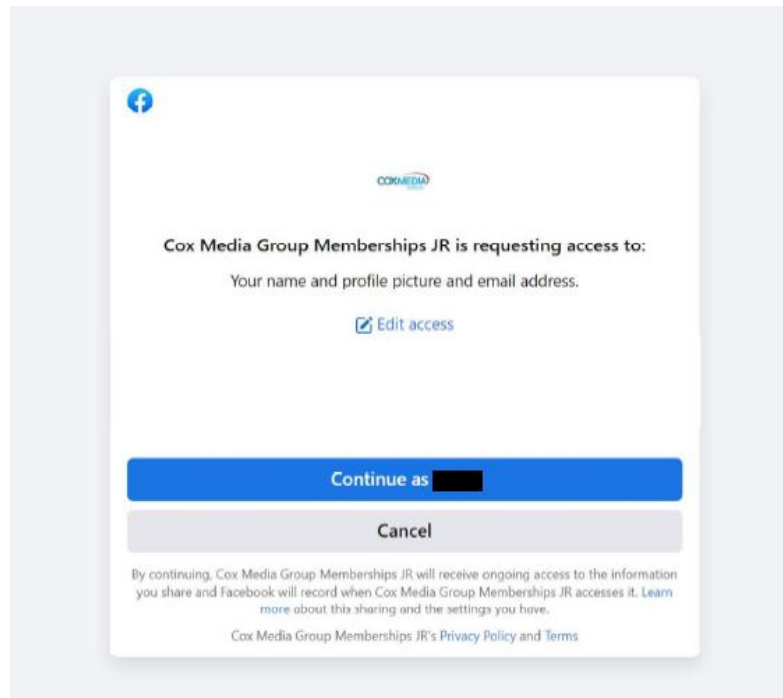 COXMEDIA
Cox Media Group Memberships JR is requesting access to:
Your name and profile picture and email address.
Edit access
Continue as
Cancel
By continuing, Cox Media Group Memberships JR will receive ongoing access to the information
you share and Facebook will record when Cox Media Group Memberships JR accesses it. Learn
more about this sharing and the settings you have.
Cox Media Group Memberships JR's Privacy Policy and Terms